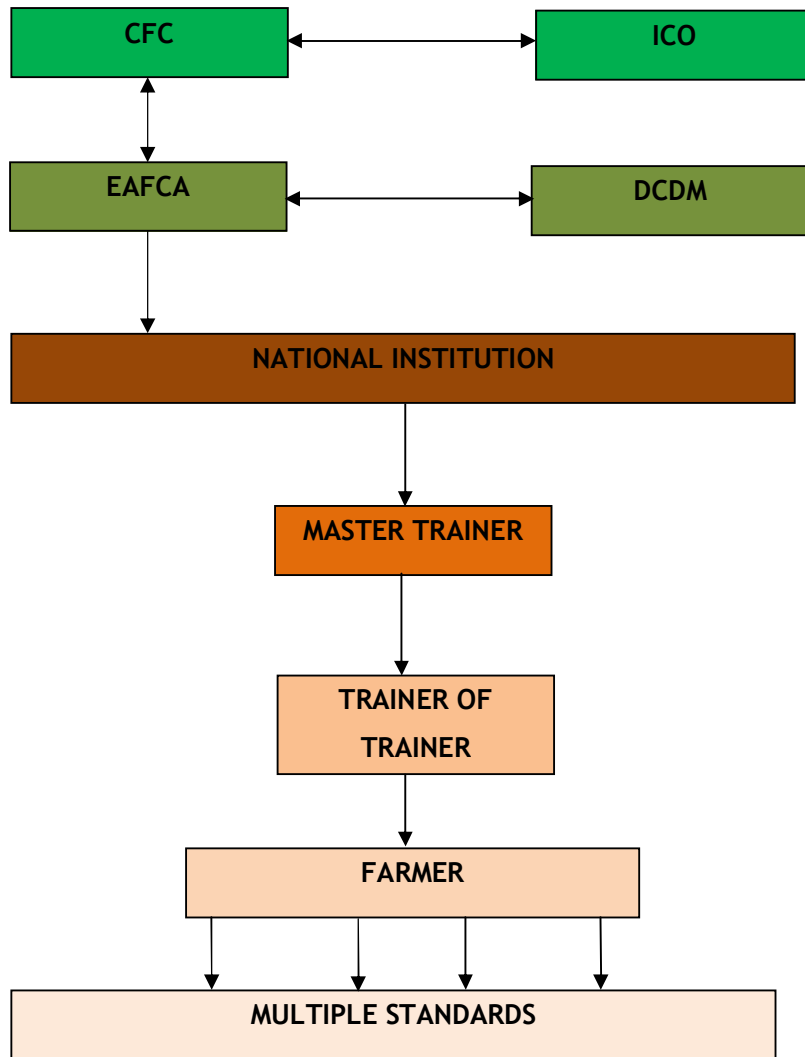 CFC
ICO
EAFCA
DCDM
NATIONAL INSTITUTION
MASTER TRAINER
TRAINER OF
TRAINER
FARMER
MULTIPLE STANDARDS